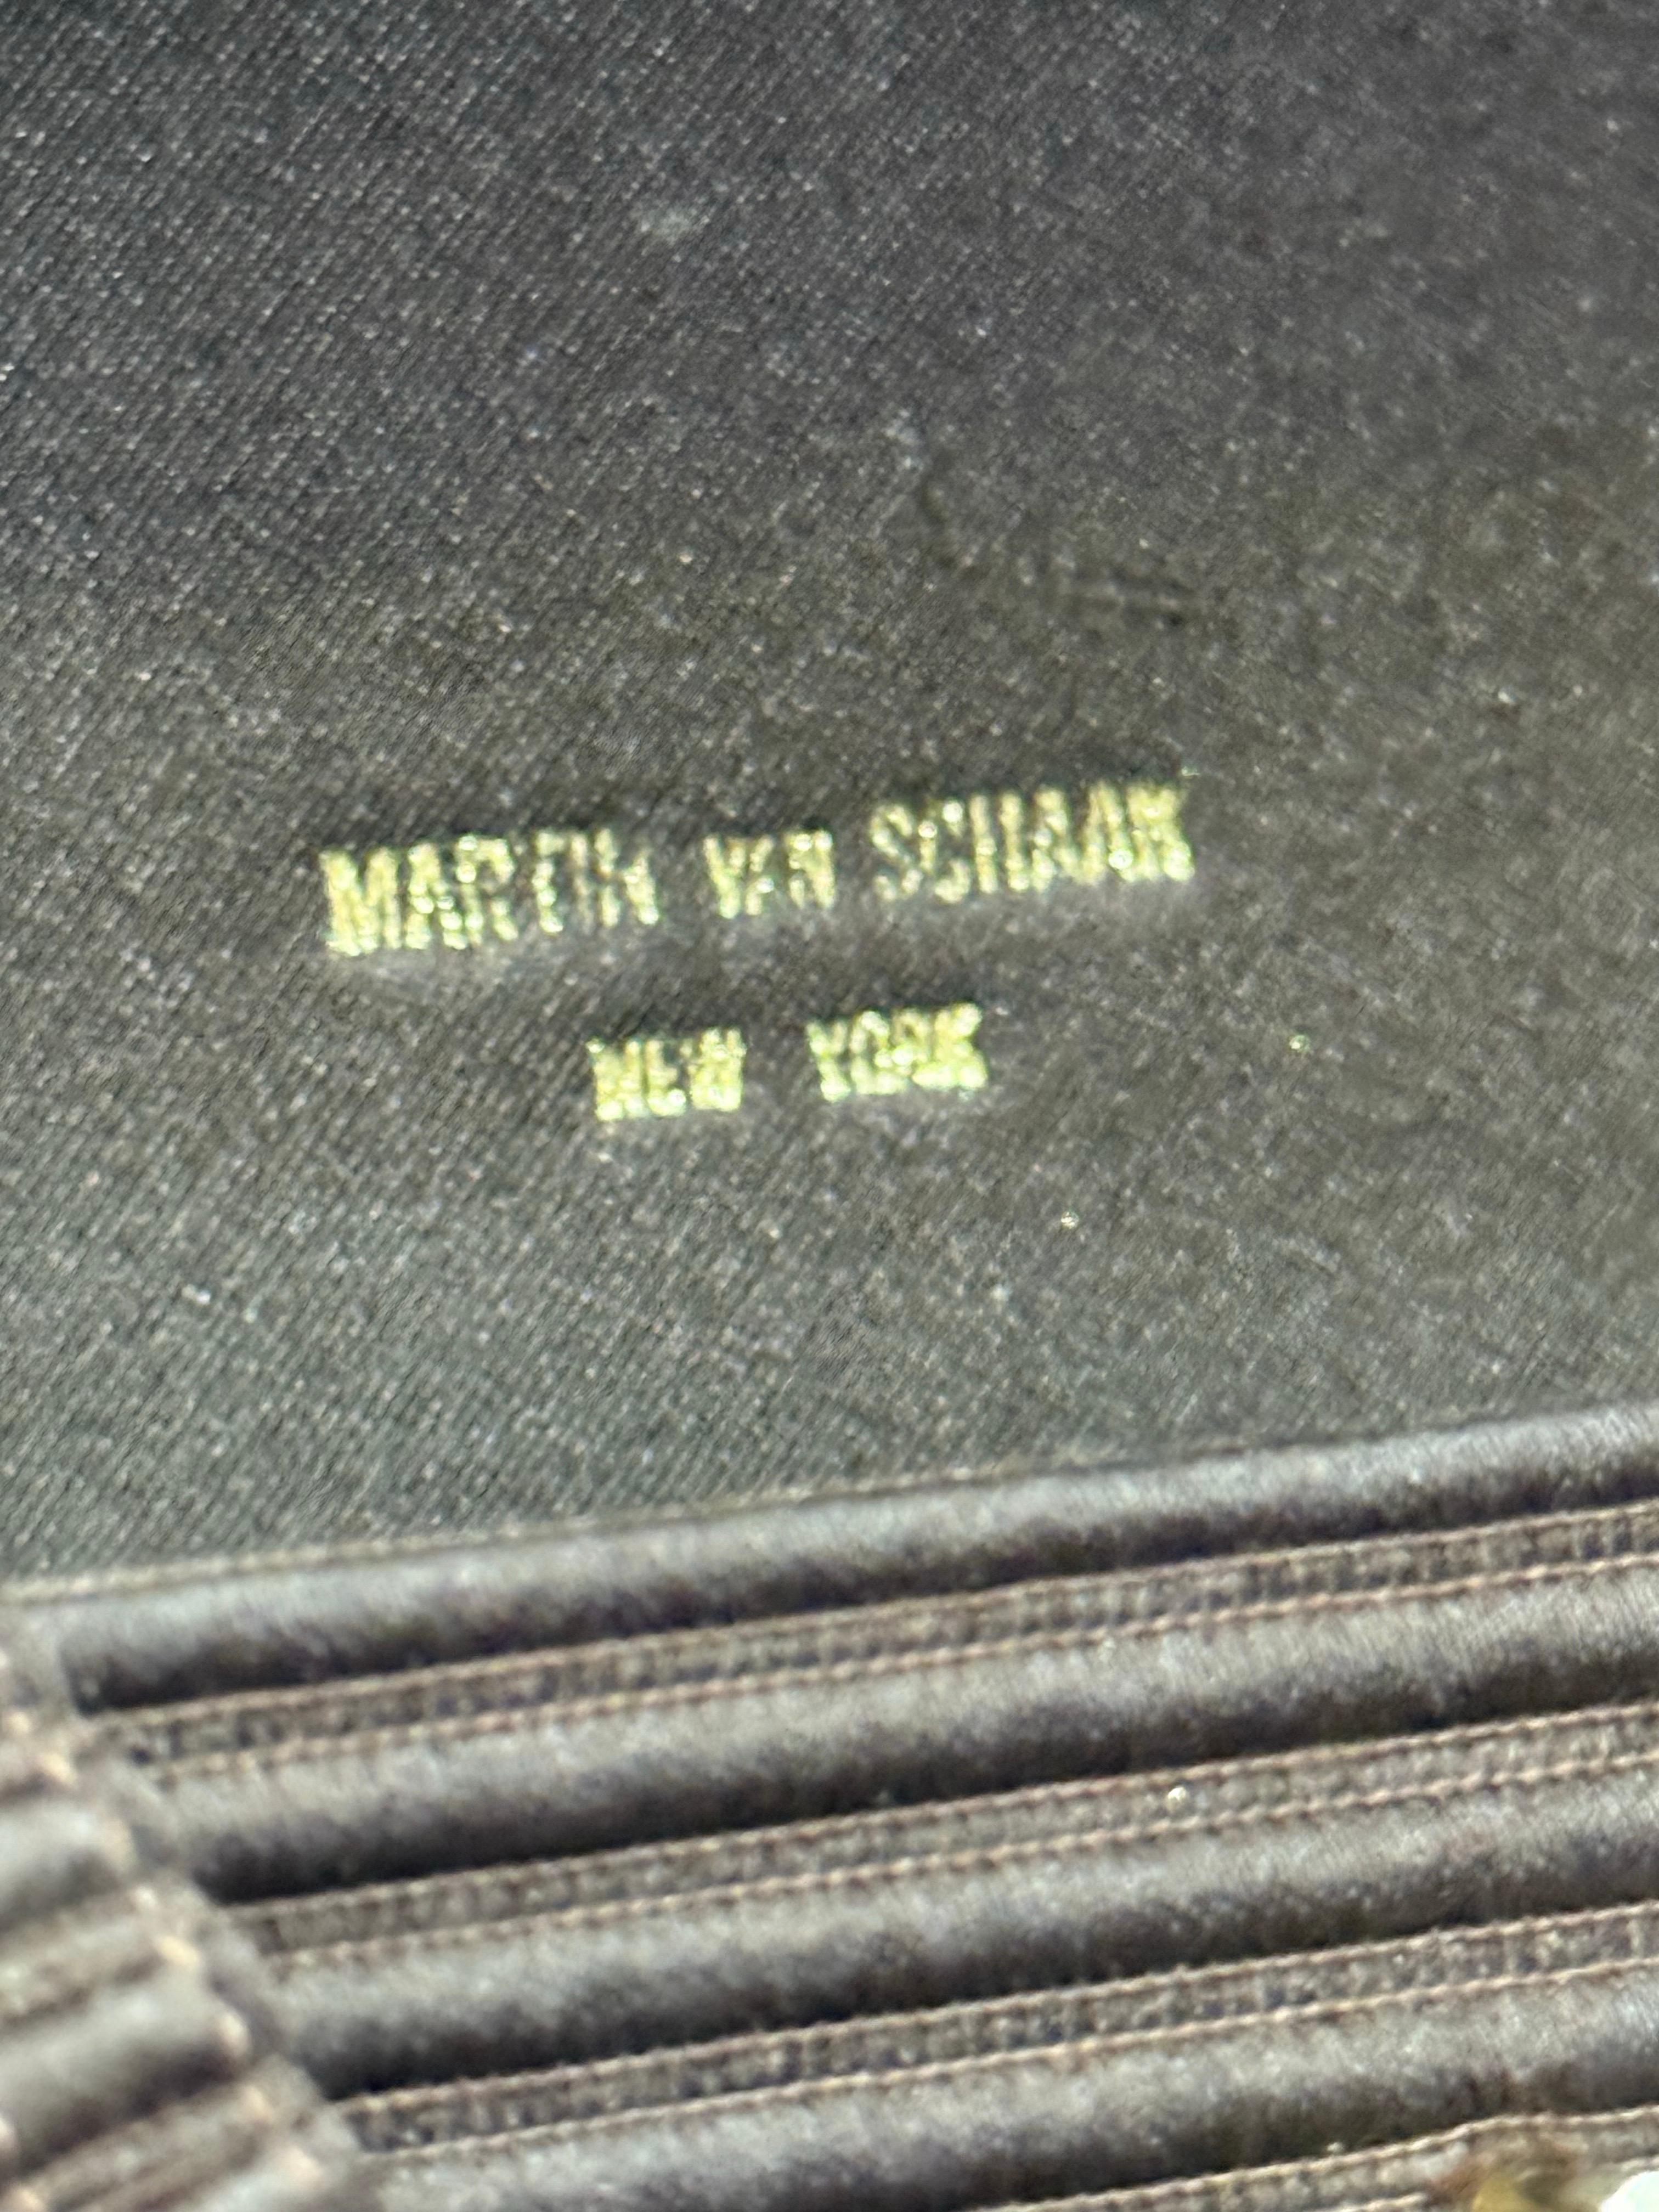 MARTIN VAN SCHAAK
NEW YORK